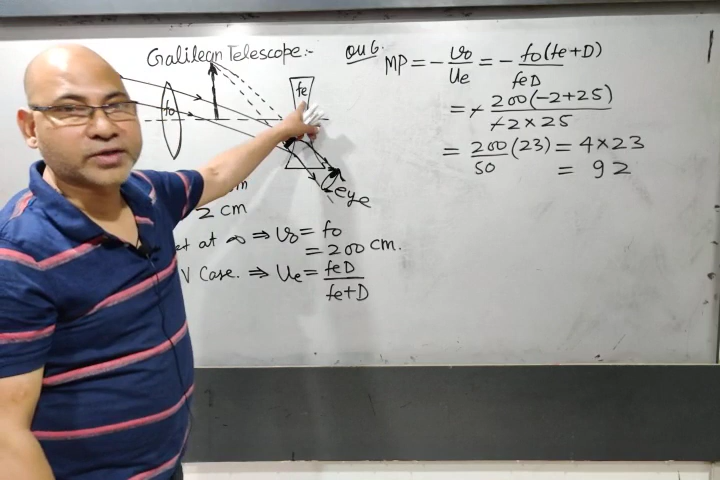 Galilean Telescope:-
fo
fe
eye
2 cm
at ∞ ⇒ Vo = fo
= 200 cm.
V Case. ⇒ Ue = feD / fe+D
QU6.
MP = - Vo / Ue = - fo(fe+D) / feD
= - 200(-2+25) / -2×25
= 200 / 50 (23) = 4×23
= 92